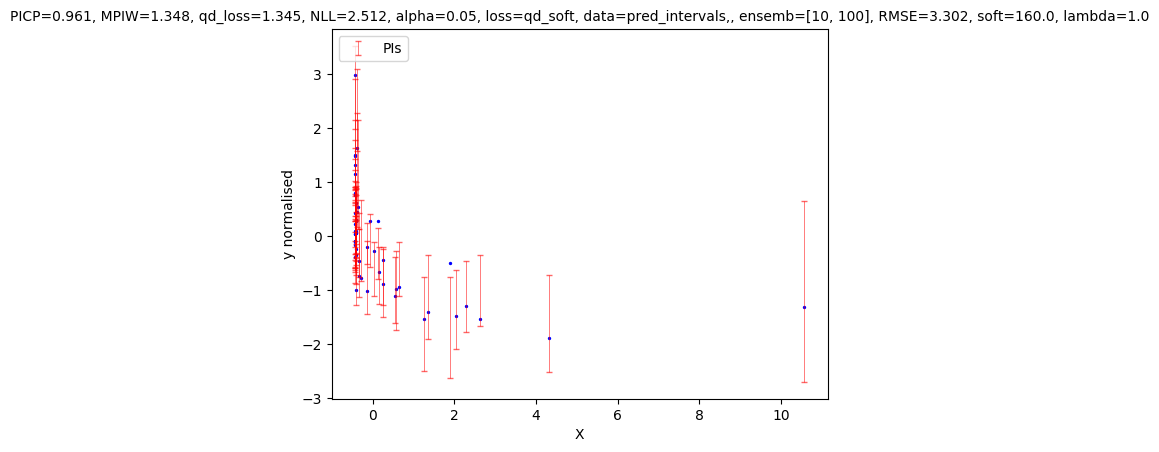 PICP=0.961, MPIW=1.348, qd_loss=1.345, NLL=2.512, alpha=0.05, loss=qd_soft, data=pred_intervals,, ensemb=[10, 100], RMSE=3.302, soft=160.0, lambda=1.0
PIs
3
2
1
0
−1
−2
−3
y normalised
0 2 4 6 8 10
X